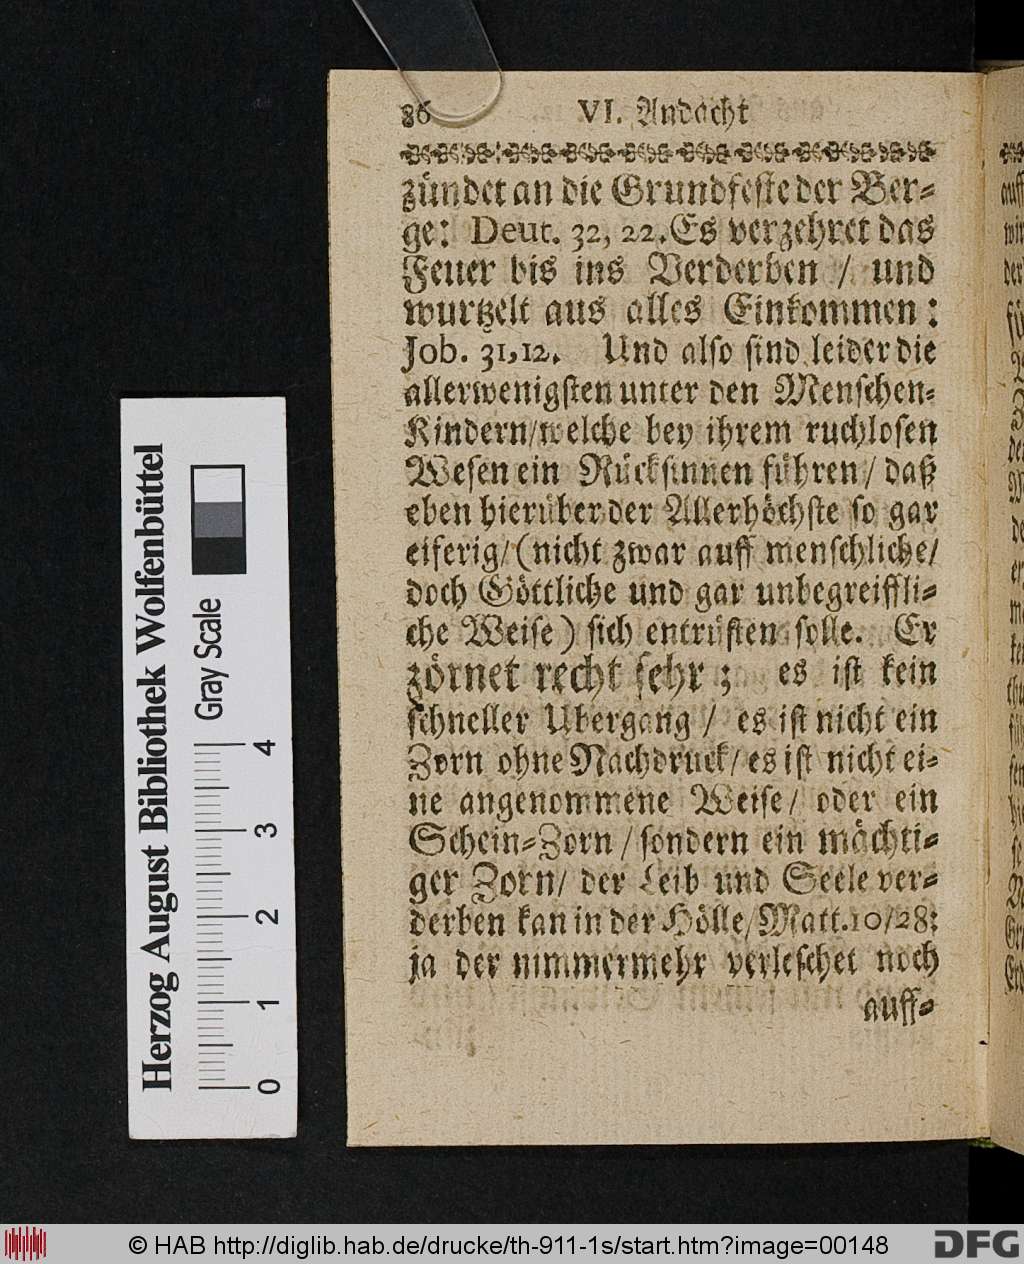 86 VI. Andacht
zündet an die Grundfeste der Ber-
ge: Deut. 32, 22. Es verzehret das
Feuer bis ins Verderben / und
wurtzelt aus alles Einkommen:
Job. 31,12. Und also sind leider die
allerwenigsten unter den Menschen-
Kindern/welche bey ihrem ruchlosen
Wesen ein Rücksinnen führen/ daß
eben hierüber der Allerhöchste so gar
eiferig/ (nicht zwar auff menschliche/
doch Göttliche und gar unbegreiffli-
che Weise) sich entrüsten solle. Er
zörnet recht sehr; es ist kein
schneller Ubergang / es ist nicht ein
Zorn ohne Nachdruck/ es ist nicht ei-
ne angenommene Weise/ oder ein
Schein-Zorn / sondern ein mächti-
ger Zorn/ der Leib und Seele ver-
derben kan in der Hölle/Matt.10/28:
ja der nimmermehr verleschet noch
auff-
Herzog August Bibliothek Wolfenbüttel
Gray Scale
0 1 2 3 4
© HAB http://diglib.hab.de/drucke/th-911-1s/start.htm?image=00148
DFG